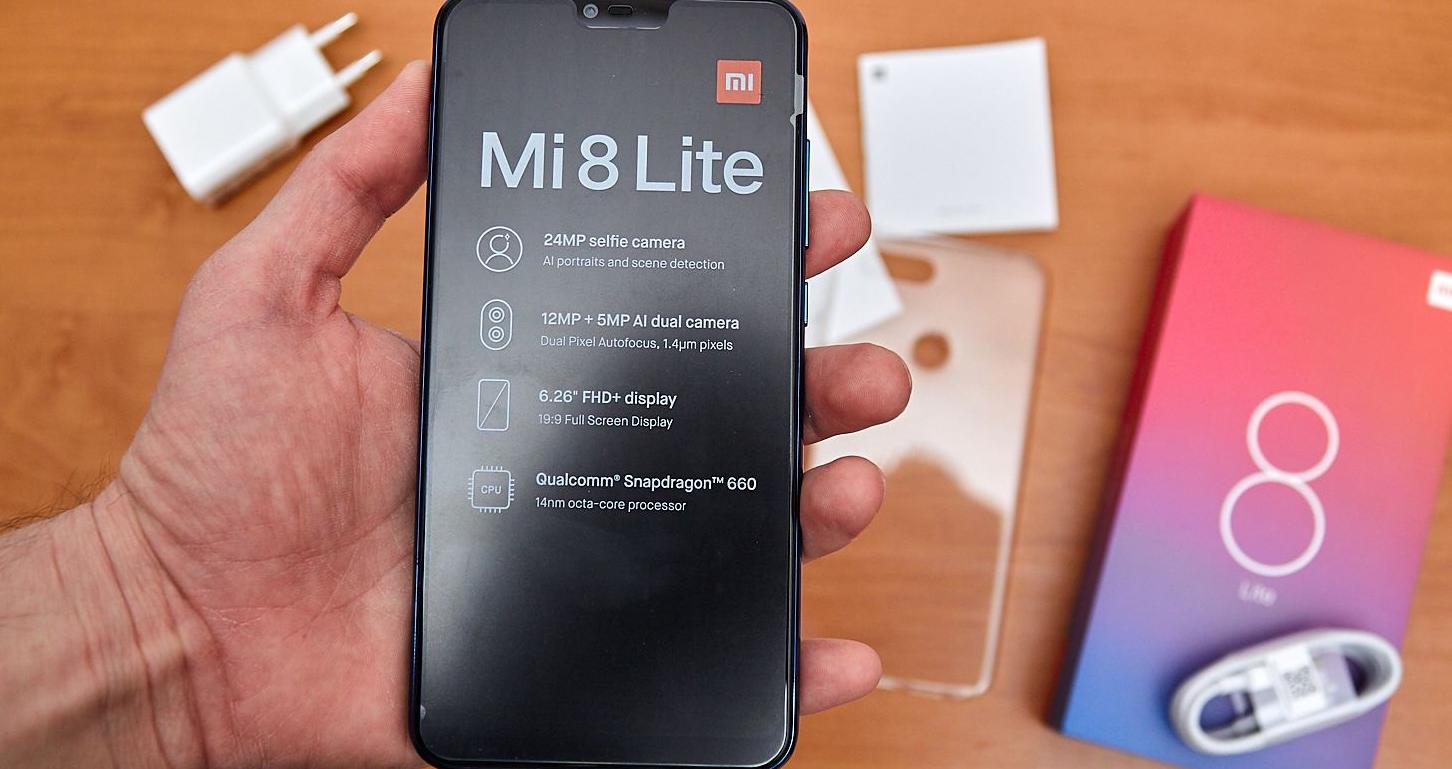 mi
Mi 8 Lite
24MP selfie camera
AI portraits and scene detection
12MP + 5MP AI dual camera
Dual Pixel Autofocus, 1.4µm pixels
6.26" FHD+ display
19:9 Full Screen Display
CPU
Qualcomm® Snapdragon™ 660
14nm octa-core processor
8
Lite